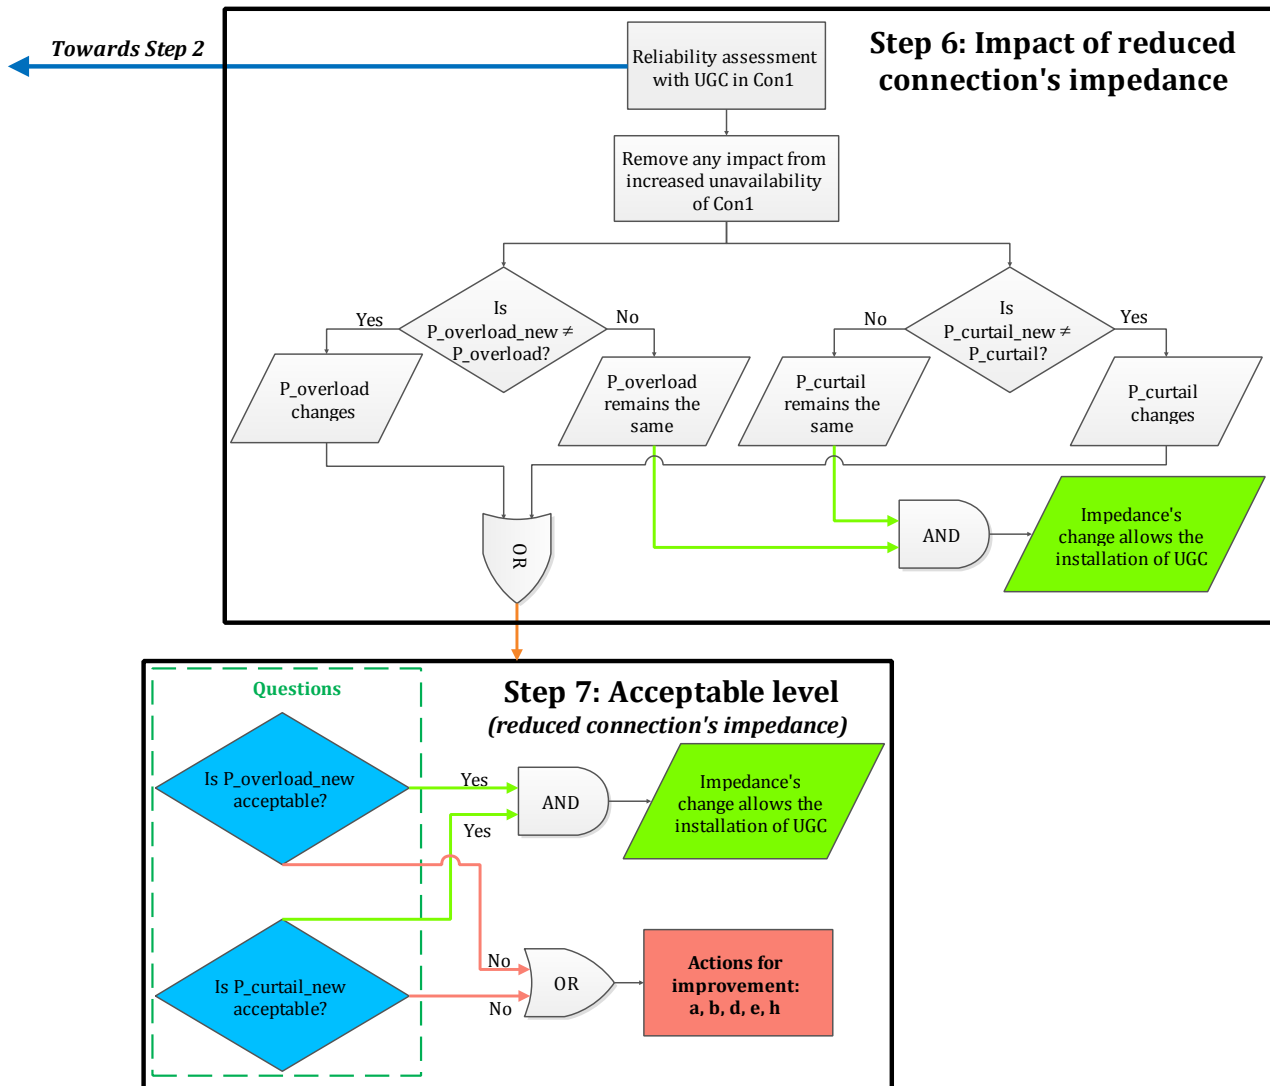 Towards Step 2
Reliability assessment
with UGC in Con1
Step 6: Impact of reduced
connection's impedance
Remove any impact from
increased unavailability
of Con1
Is
P_overload_new ≠
P_overload?
Yes
No
Is
P_curtail_new ≠
P_curtail?
No
Yes
P_overload
changes
P_overload
remains the
same
P_curtail
remains the
same
P_curtail
changes
OR
AND
Impedance's
change allows the
installation of UGC
Step 7: Acceptable level
(reduced connection's impedance)
Questions
Is P_overload_new
acceptable?
Yes
Yes
AND
Impedance's
change allows the
installation of UGC
Is P_curtail_new
acceptable?
No
No
OR
Actions for
improvement:
a, b, d, e, h